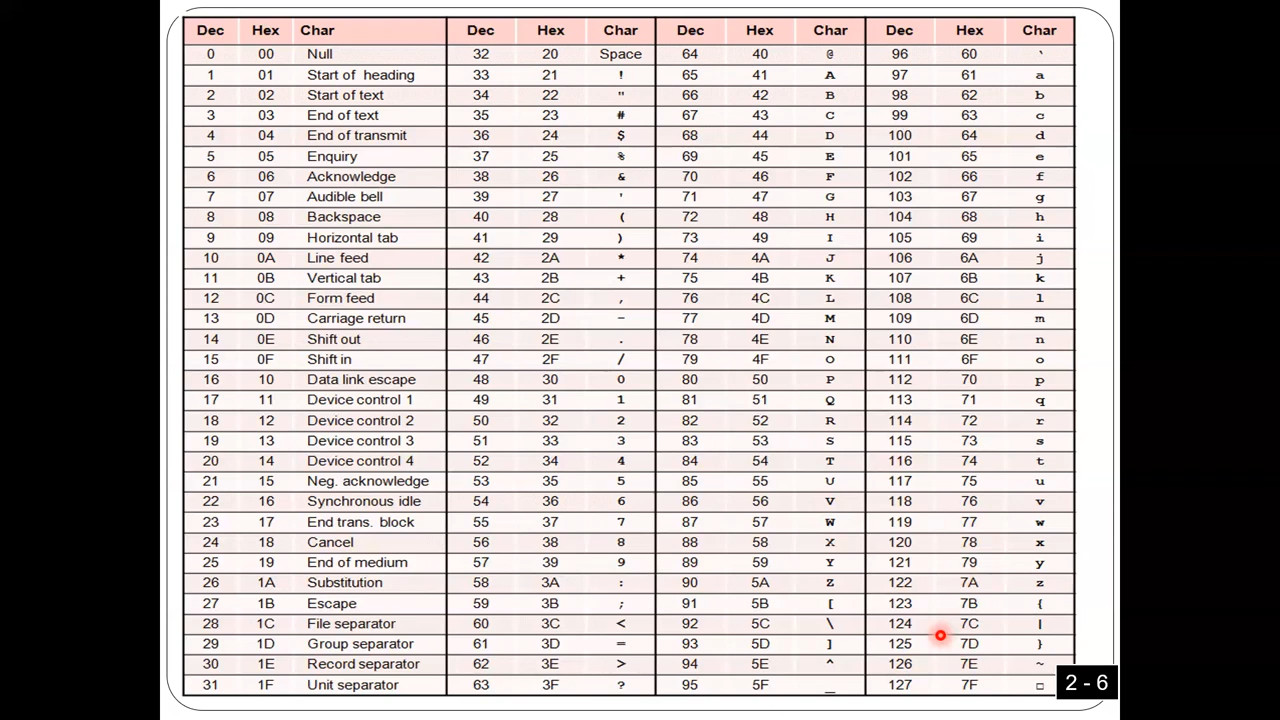 Dec Hex Char Dec Hex Char Dec Hex Char Dec Hex Char
0 00 Null 32 20 Space 64 40 @ 96 60 `
1 01 Start of heading 33 21 ! 65 41 A 97 61 a
2 02 Start of text 34 22 " 66 42 B 98 62 b
3 03 End of text 35 23 # 67 43 C 99 63 c
4 04 End of transmit 36 24 $ 68 44 D 100 64 d
5 05 Enquiry 37 25 % 69 45 E 101 65 e
6 06 Acknowledge 38 26 & 70 46 F 102 66 f
7 07 Audible bell 39 27 ' 71 47 G 103 67 g
8 08 Backspace 40 28 ( 72 48 H 104 68 h
9 09 Horizontal tab 41 29 ) 73 49 I 105 69 i
10 0A Line feed 42 2A * 74 4A J 106 6A j
11 0B Vertical tab 43 2B + 75 4B K 107 6B k
12 0C Form feed 44 2C , 76 4C L 108 6C l
13 0D Carriage return 45 2D - 77 4D M 109 6D m
14 0E Shift out 46 2E . 78 4E N 110 6E n
15 0F Shift in 47 2F / 79 4F O 111 6F o
16 10 Data link escape 48 30 0 80 50 P 112 70 p
17 11 Device control 1 49 31 1 81 51 Q 113 71 q
18 12 Device control 2 50 32 2 82 52 R 114 72 r
19 13 Device control 3 51 33 3 83 53 S 115 73 s
20 14 Device control 4 52 34 4 84 54 T 116 74 t
21 15 Neg. acknowledge 53 35 5 85 55 U 117 75 u
22 16 Synchronous idle 54 36 6 86 56 V 118 76 v
23 17 End trans. block 55 37 7 87 57 W 119 77 w
24 18 Cancel 56 38 8 88 58 X 120 78 x
25 19 End of medium 57 39 9 89 59 Y 121 79 y
26 1A Substitution 58 3A : 90 5A Z 122 7A z
27 1B Escape 59 3B ; 91 5B [ 123 7B {
28 1C File separator 60 3C < 92 5C \ 124 7C |
29 1D Group separator 61 3D = 93 5D ] 125 7D }
30 1E Record separator 62 3E > 94 5E ^ 126 7E ~
31 1F Unit separator 63 3F ? 95 5F _ 127 7F □
2 - 6